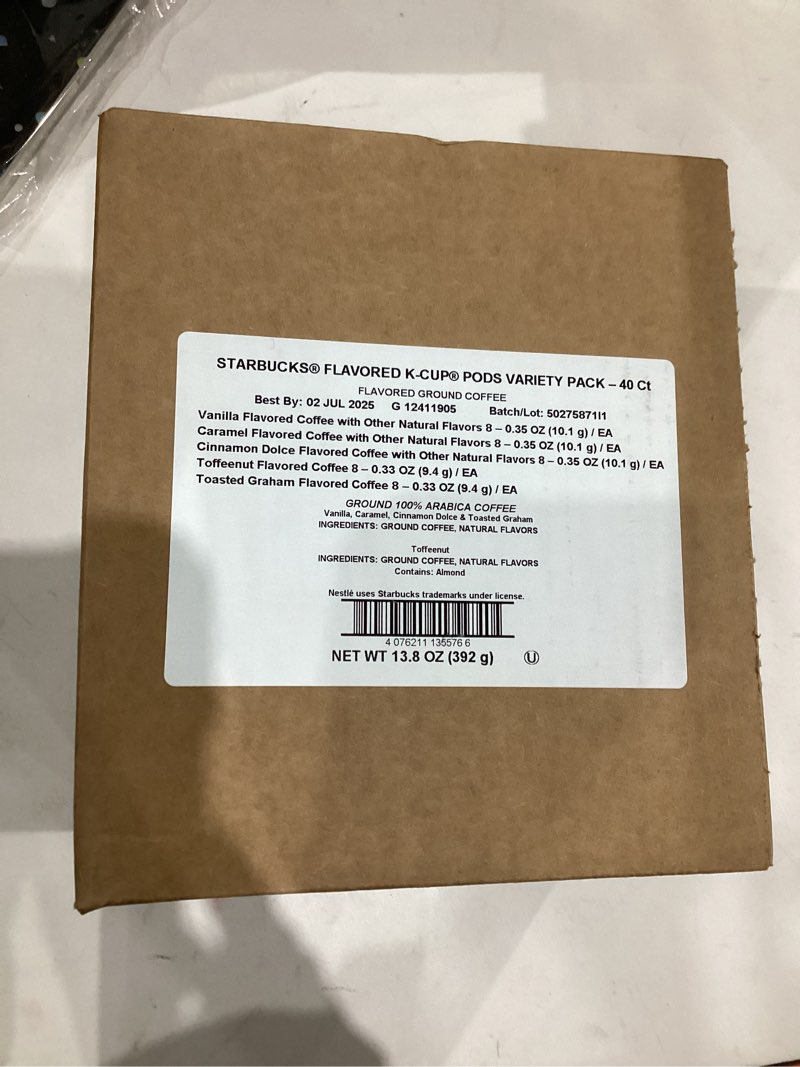 STARBUCKS® FLAVORED K-CUP® PODS VARIETY PACK – 40 Ct
FLAVORED GROUND COFFEE
Best By: 02 JUL 2025 G 12411905 Batch/Lot: 50275871I1
Vanilla Flavored Coffee with Other Natural Flavors 8 – 0.35 OZ (10.1 g) / EA
Caramel Flavored Coffee with Other Natural Flavors 8 – 0.35 OZ (10.1 g) / EA
Cinnamon Dolce Flavored Coffee with Other Natural Flavors 8 – 0.35 OZ (10.1 g) / EA
Toffeenut Flavored Coffee 8 – 0.33 OZ (9.4 g) / EA
Toasted Graham Flavored Coffee 8 – 0.33 OZ (9.4 g) / EA
GROUND 100% ARABICA COFFEE
Vanilla, Caramel, Cinnamon Dolce & Toasted Graham
INGREDIENTS: GROUND COFFEE, NATURAL FLAVORS
Toffeenut
INGREDIENTS: GROUND COFFEE, NATURAL FLAVORS
Contains: Almond
Nestlé uses Starbucks trademarks under license.
4 076211 135576 6
NET WT 13.8 OZ (392 g) U